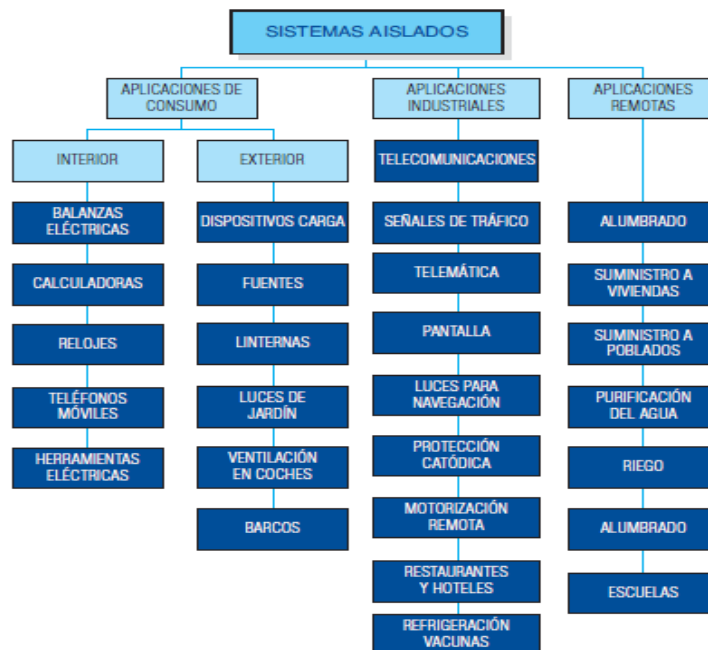 SISTEMAS AISLADOS
APLICACIONES DE
CONSUMO
INTERIOR
BALANZAS
ELÉCTRICAS
CALCULADORAS
RELOJES
TELÉFONOS
MÓVILES
HERRAMIENTAS
ELÉCTRICAS
EXTERIOR
DISPOSITIVOS CARGA
FUENTES
LINTERNAS
LUCES DE
JARDÍN
VENTILACIÓN
EN COCHES
BARCOS
APLICACIONES
INDUSTRIALES
TELECOMUNICACIONES
SEÑALES DE TRÁFICO
TELEMÁTICA
PANTALLA
LUCES PARA
NAVEGACIÓN
PROTECCIÓN
CATÓDICA
MOTORIZACIÓN
REMOTA
RESTAURANTES
Y HOTELES
REFRIGERACIÓN
VACUNAS
APLICACIONES
REMOTAS
ALUMBRADO
SUMINISTRO A
VIVIENDAS
SUMINISTRO A
POBLADOS
PURIFICACIÓN
DEL AGUA
RIEGO
ALUMBRADO
ESCUELAS